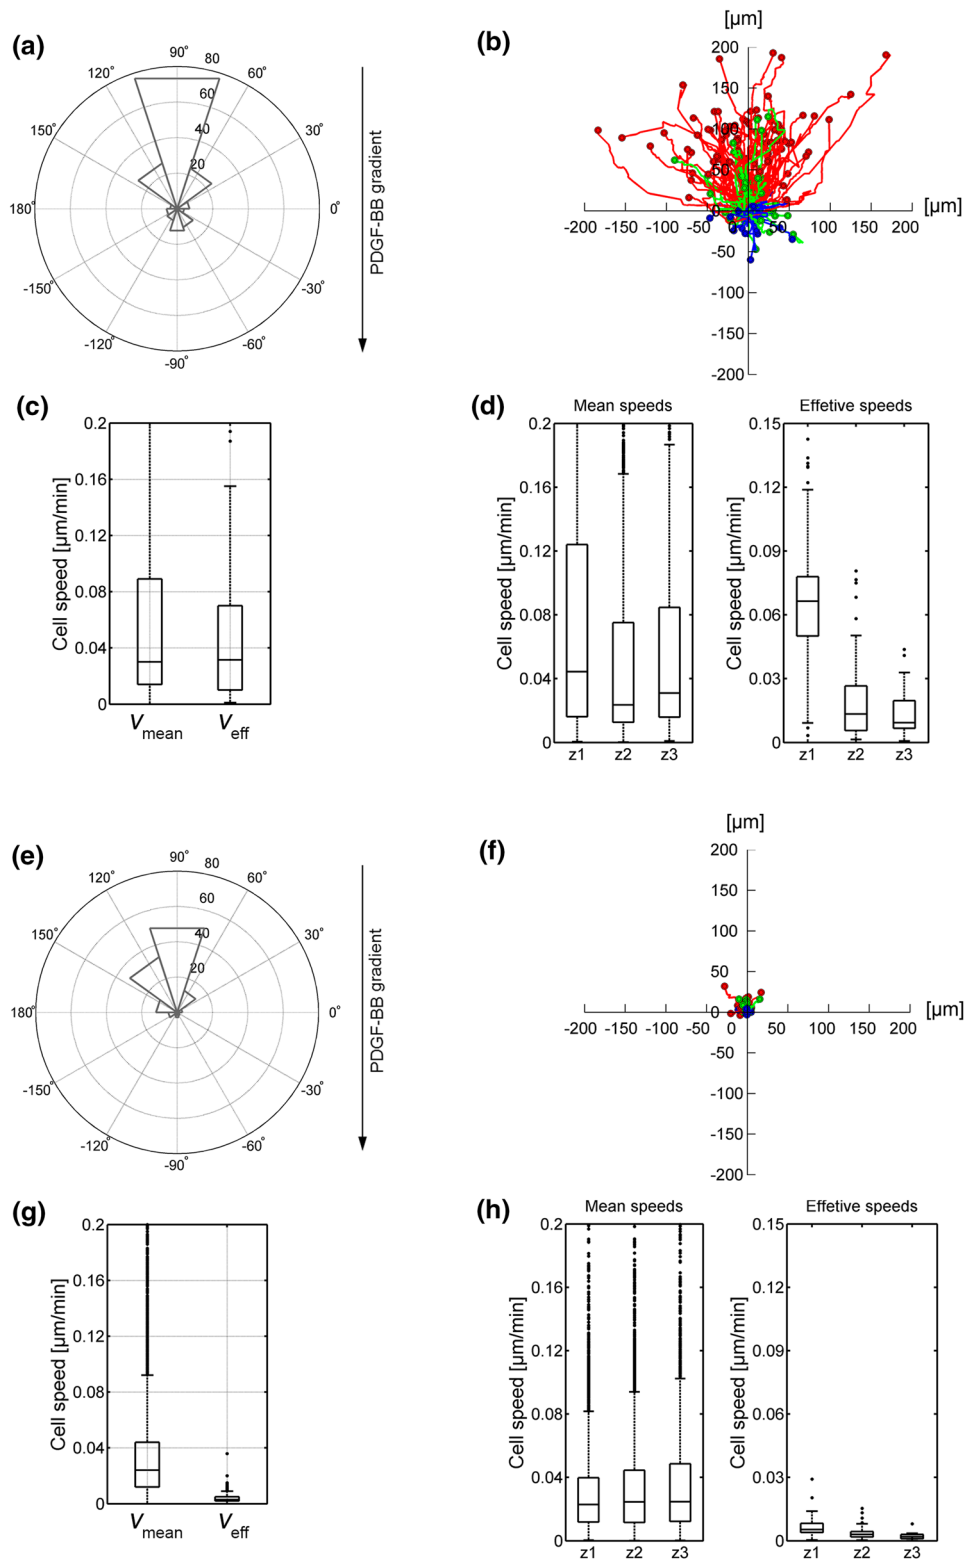 (a)
90°
80
120°
60°
60
150°
40
30°
20
180°
0°
-150°
-30°
-120°
-60°
-90°
PDGF-BB gradient
(b)
[µm]
200
150
100
50
0
[µm]
-200 -150 -100 -50 0 50 100 150 200
-50
-100
-150
-200
(c)
0.2
0.16
0.12
0.08
0.04
0
Cell speed [µm/min]
Vmean Veff
(d)
Mean speeds
0.2
0.16
0.12
0.08
0.04
0
Cell speed [µm/min]
z1 z2 z3
Effetive speeds
0.15
0.12
0.09
0.06
0.03
0
Cell speed [µm/min]
z1 z2 z3
(e)
90°
80
120°
60°
60
150°
40
30°
20
180°
0°
-150°
-30°
-120°
-60°
-90°
PDGF-BB gradient
(f)
[µm]
200
150
100
50
0
[µm]
-200 -150 -100 -50 0 50 100 150 200
-50
-100
-150
-200
(g)
0.2
0.16
0.12
0.08
0.04
0
Cell speed [µm/min]
Vmean Veff
(h)
Mean speeds
0.2
0.16
0.12
0.08
0.04
0
Cell speed [µm/min]
z1 z2 z3
Effetive speeds
0.15
0.12
0.09
0.06
0.03
0
Cell speed [µm/min]
z1 z2 z3